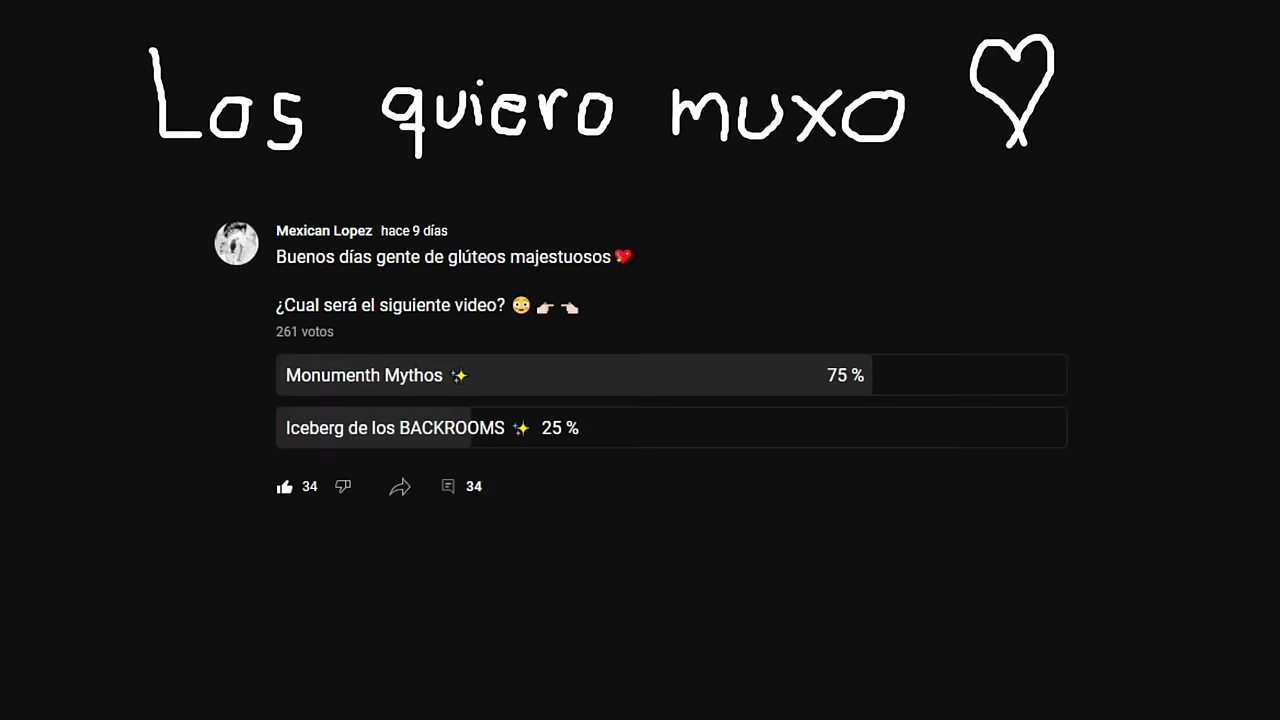 Los quiero muxo ♡
Mexican Lopez hace 9 días
Buenos días gente de glúteos majestuosos💖
¿Cual será el siguiente video? 😳 👉🏻 👈🏻
261 votos
Monumenth Mythos ✨ 75 %
Iceberg de los BACKROOMS ✨ 25 %
34 34